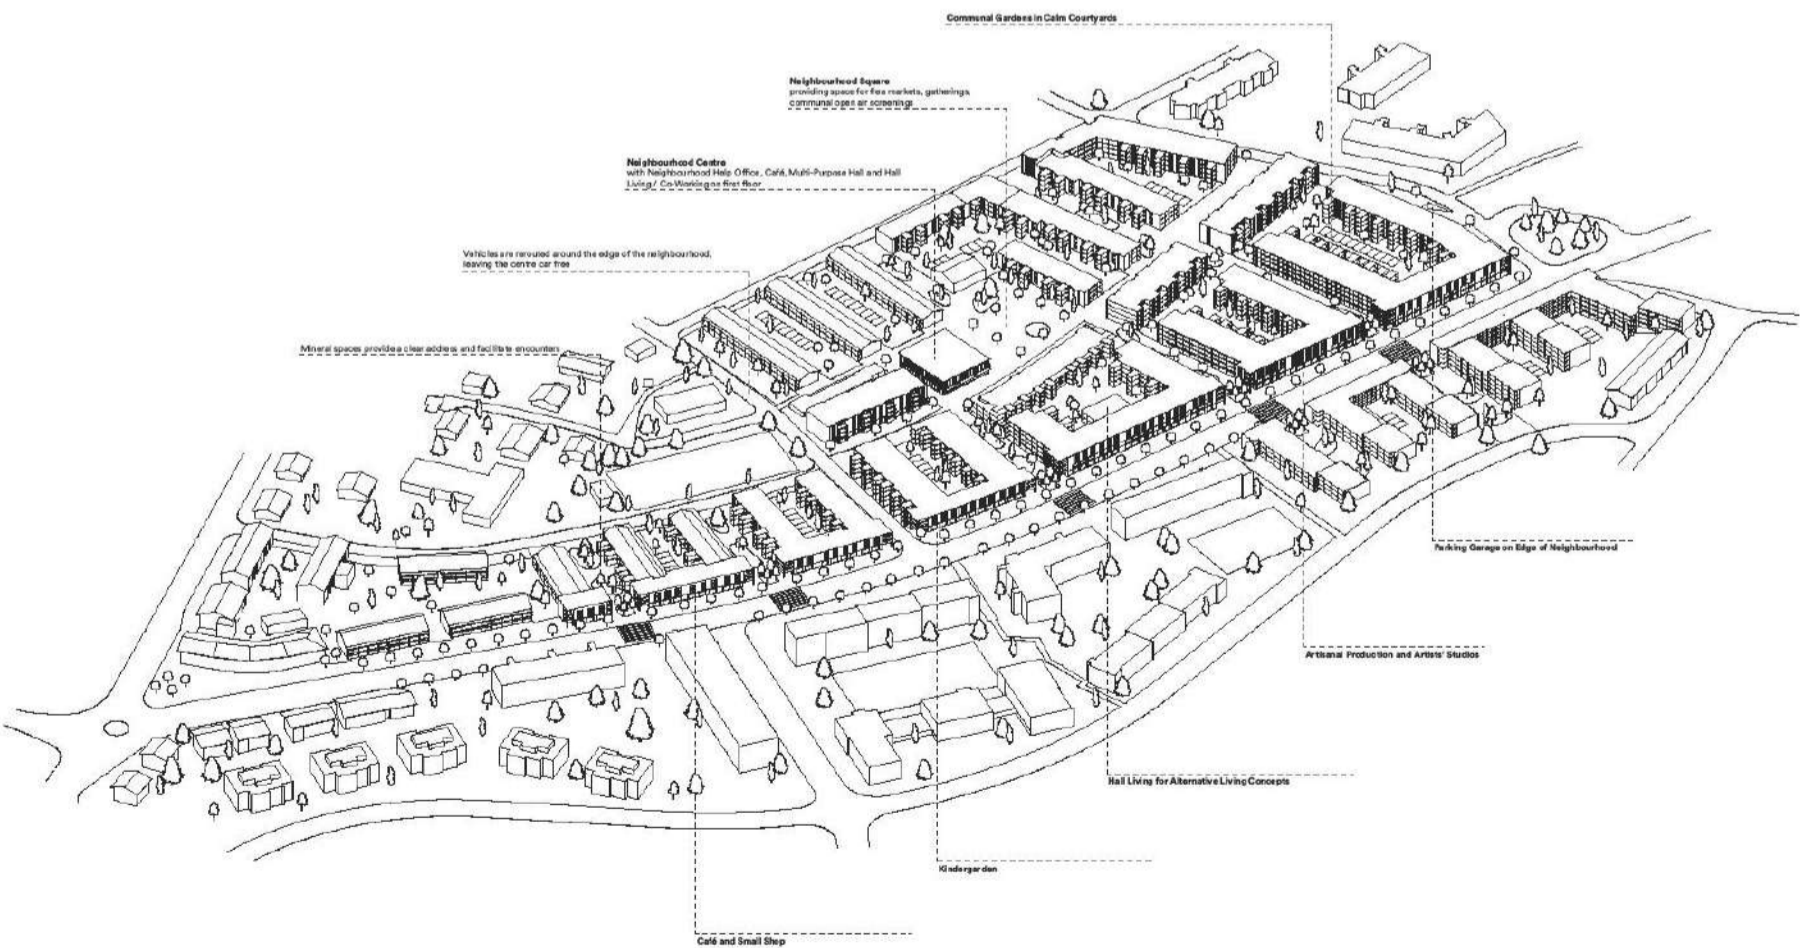 Communal Gardens in Calm Courtyards
Neighbourhood Square
providing space for flea markets, gatherings,
communal open air screenings
Neighbourhood Centre
with Neighbourhood Help Office, Café, Multi-Purpose Hall and Hall
Living / Co-Working on first floor
Vehicles are rerouted around the edge of the neighbourhood,
leaving the centre car free
Mineral spaces provide a clear address and facilitate encounters
Parking Garage on Edge of Neighbourhood
Artisanal Production and Artists' Studios
Hall Living for Alternative Living Concepts
Kindergarden
Café and Small Shop